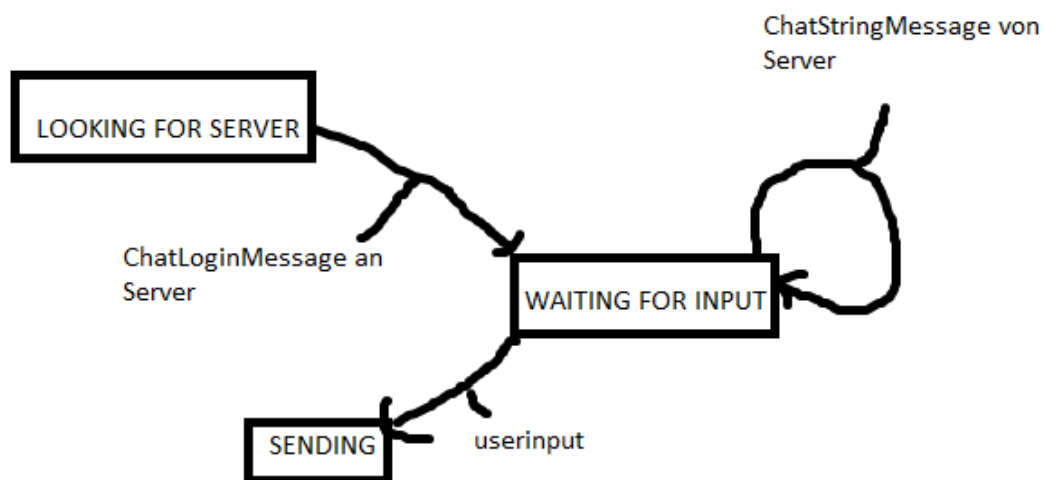 ChatStringMessage von
Server
LOOKING FOR SERVER
ChatLoginMessage an
Server
WAITING FOR INPUT
SENDING
userinput